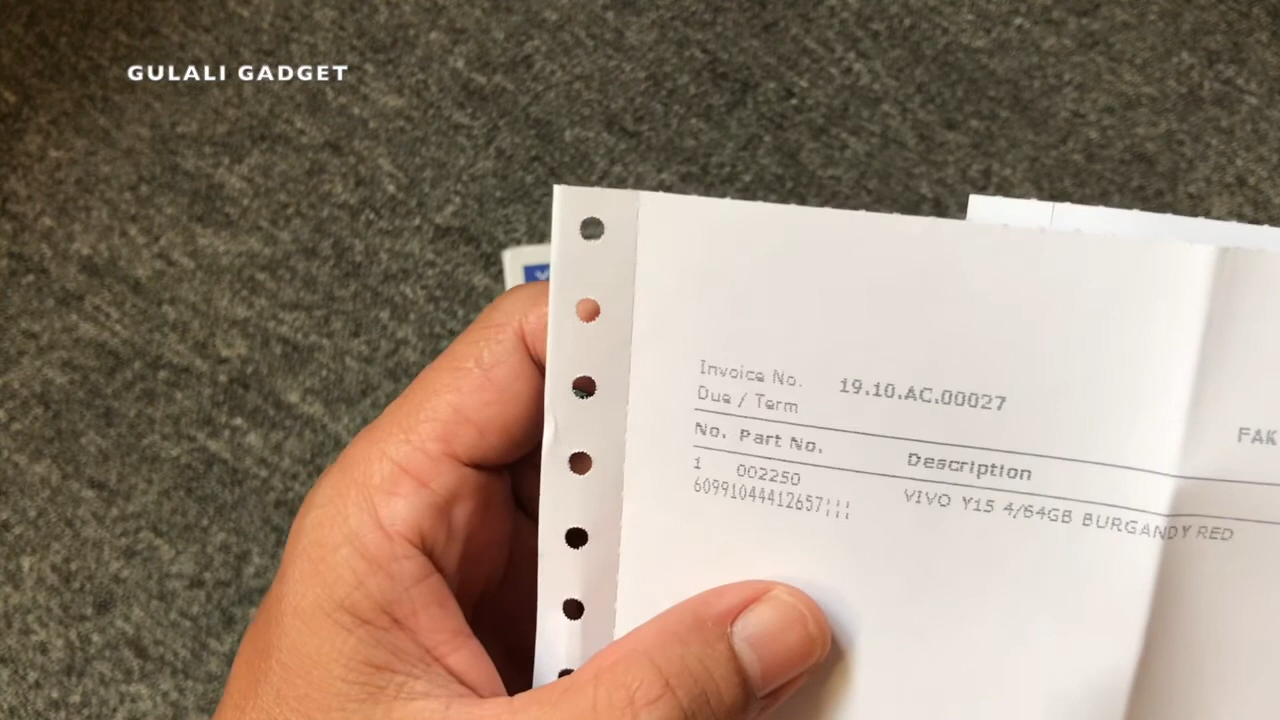 GULALI GADGET
Invoice No. 19.10.AC.00027
Due / Term
FAK
No. Part No. Description
1 002250 VIVO Y15 4/64GB BURGANDY RED
60991044412657;;;